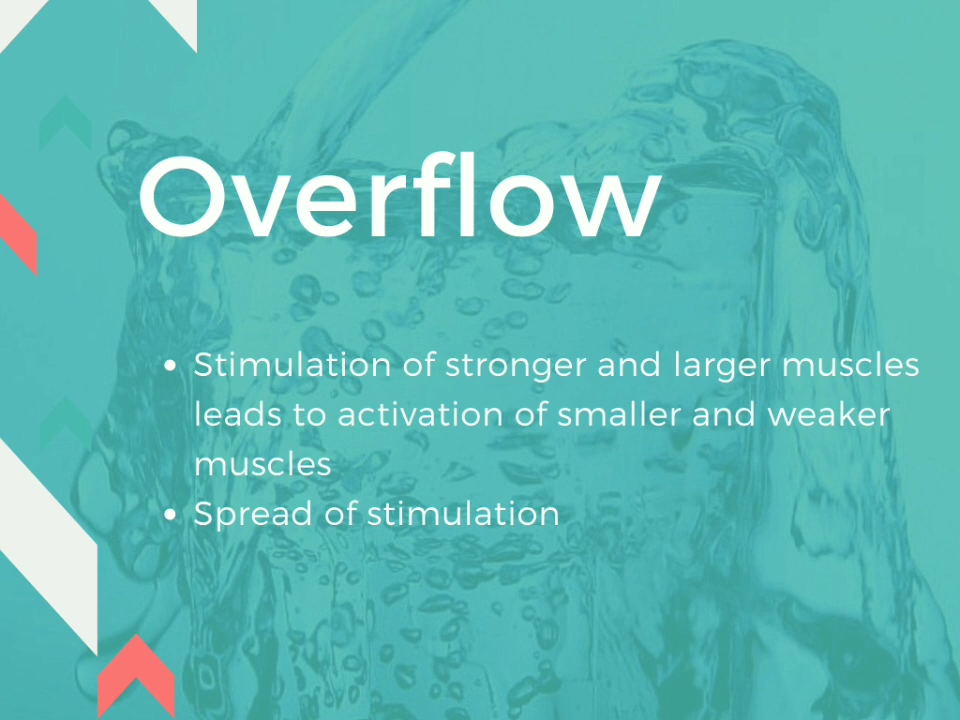 Overflow
• Stimulation of stronger and larger muscles
leads to activation of smaller and weaker
muscles
• Spread of stimulation